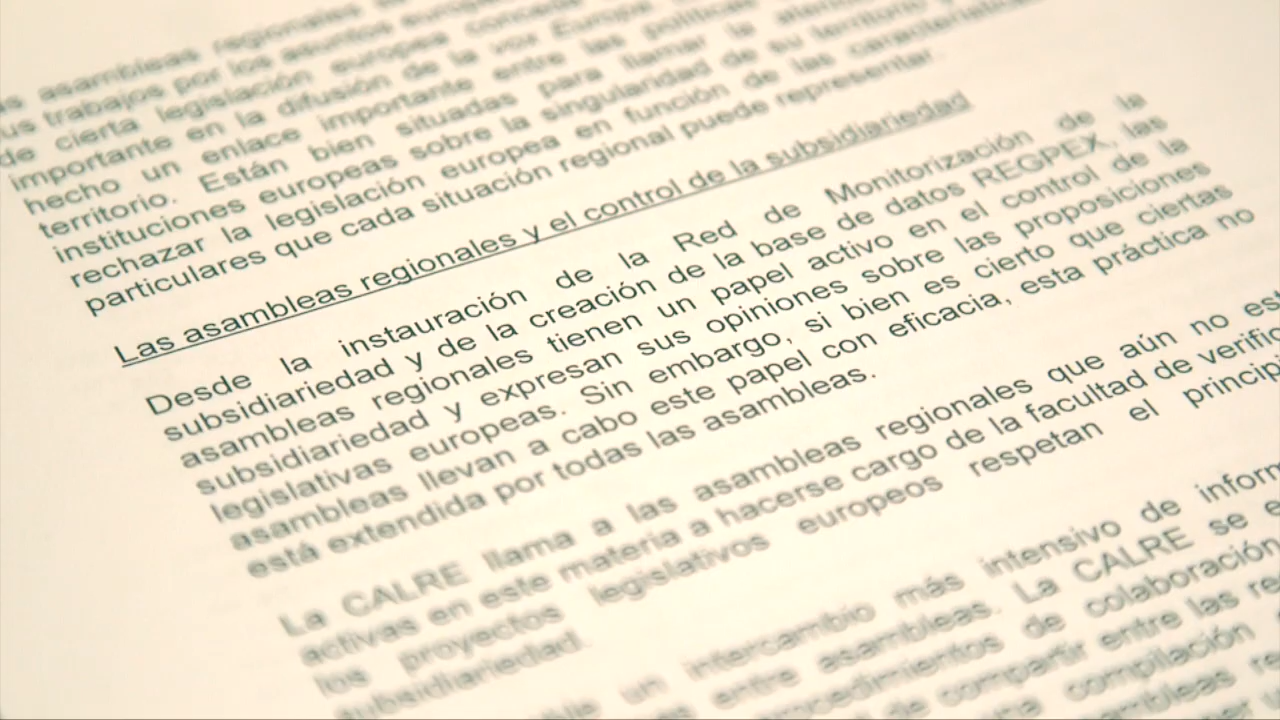 asambleas regionales
us trabajos por los asuntos europeos
de cierta legislación europea
importante en la difusión de la voz Europa
hecho un enlace importante entre las políticas
territorio. Están bien situadas para llamar la
instituciones europeas sobre la singularidad de su territorio y
rechazar la legislación europea en función de las características
particulares que cada situación regional puede representar.
Las asambleas regionales y el control de la subsidiariedad
Desde la instauración de la Red de Monitorización de la
subsidiariedad y de la creación de la base de datos REGPEX, las
asambleas regionales tienen un papel activo en el control de la
subsidiariedad y expresan sus opiniones sobre las proposiciones
legislativas europeas. Sin embargo, si bien es cierto que ciertas
asambleas llevan a cabo este papel con eficacia, esta práctica no
está extendida por todas las asambleas.
La CALRE llama a las asambleas regionales que aún no est
activas en este materia a hacerse cargo de la facultad de verific
los proyectos legislativos europeos respetan el princip
subsidiariedad.
un intercambio más intensivo de inform
entre asambleas. La CALRE se e
de colaboración
de compartir entre las re
compilación